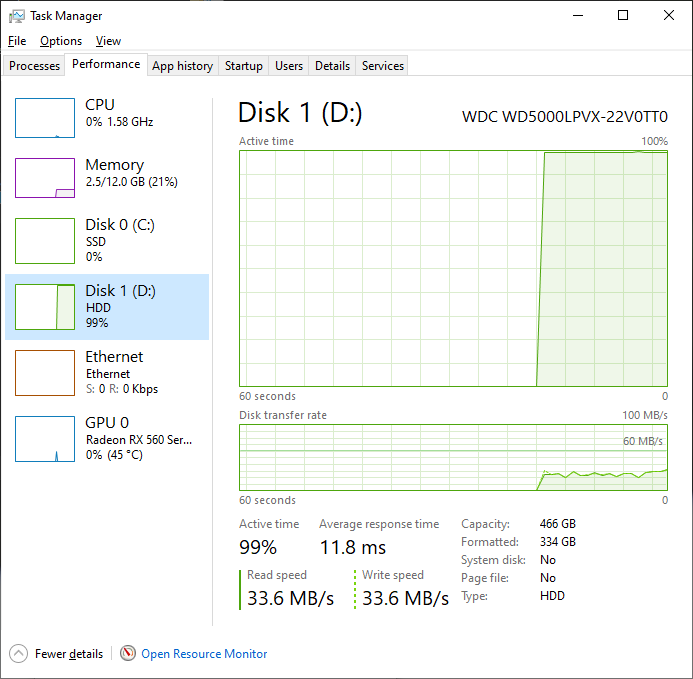 Task Manager
File Options View
Processes Performance App history Startup Users Details Services
CPU
0% 1.58 GHz
Memory
2.5/12.0 GB (21%)
Disk 0 (C:)
SSD
0%
Disk 1 (D:)
HDD
99%
Ethernet
Ethernet
S: 0 R: 0 Kbps
GPU 0
Radeon RX 560 Ser...
0% (45 °C)
Disk 1 (D:) WDC WD5000LPVX-22V0TT0
Active time 100%
60 seconds 0
Disk transfer rate 100 MB/s
60 MB/s
60 seconds 0
Active time Average response time
99% 11.8 ms
Read speed Write speed
33.6 MB/s 33.6 MB/s
Capacity: 466 GB
Formatted: 334 GB
System disk: No
Page file: No
Type: HDD
Fewer details Open Resource Monitor